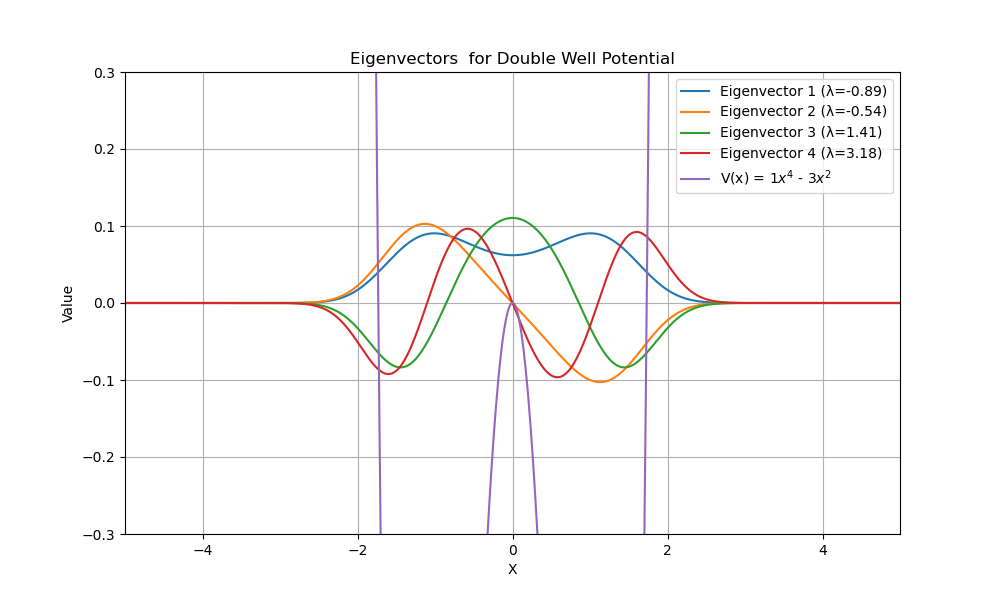 Eigenvectors  for Double Well Potential
0.3
0.2
0.1
0.0
−0.1
−0.2
−0.3
Value
−4
−2
0
2
4
X
Eigenvector 1 (λ=-0.89)
Eigenvector 2 (λ=-0.54)
Eigenvector 3 (λ=1.41)
Eigenvector 4 (λ=3.18)
V(x) = 1x⁴ - 3x²